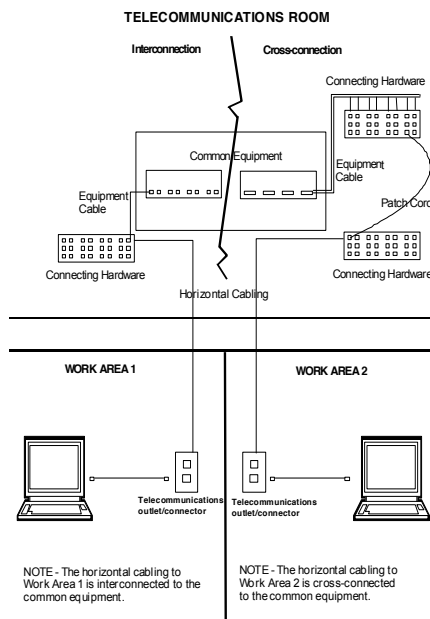 TELECOMMUNICATIONS ROOM
Interconnection
Cross-connection
Connecting Hardware
Common Equipment
Equipment
Cable
Equipment
Cable
Patch Cord
Connecting Hardware
Connecting Hardware
Horizontal Cabling
WORK AREA 1
WORK AREA 2
Telecommunications
outlet/connector
Telecommunications
outlet/connector
NOTE - The horizontal cabling to
Work Area 1 is interconnected to the
common equipment.
NOTE - The horizontal cabling to
Work Area 2 is cross-connected
to the common equipment.